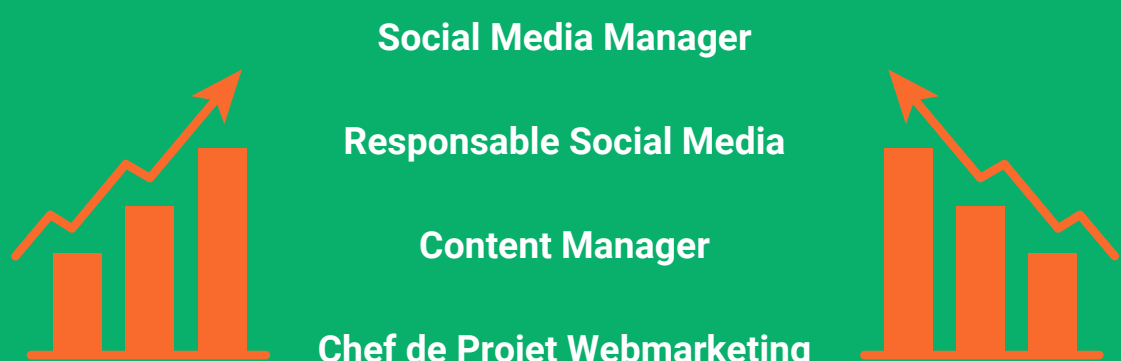 Social Media Manager
Responsable Social Media
Content Manager
Chef de Projet Webmarketing